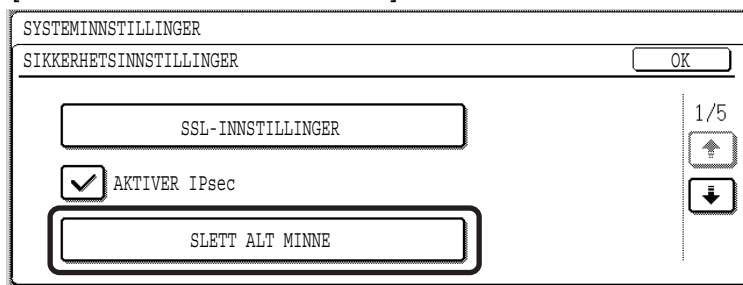 SYSTEMINNSTILLINGER
SIKKERHETSINNSTILLINGER OK
SSL-INNSTILLINGER
1/5
AKTIVER IPsec
SLETT ALT MINNE